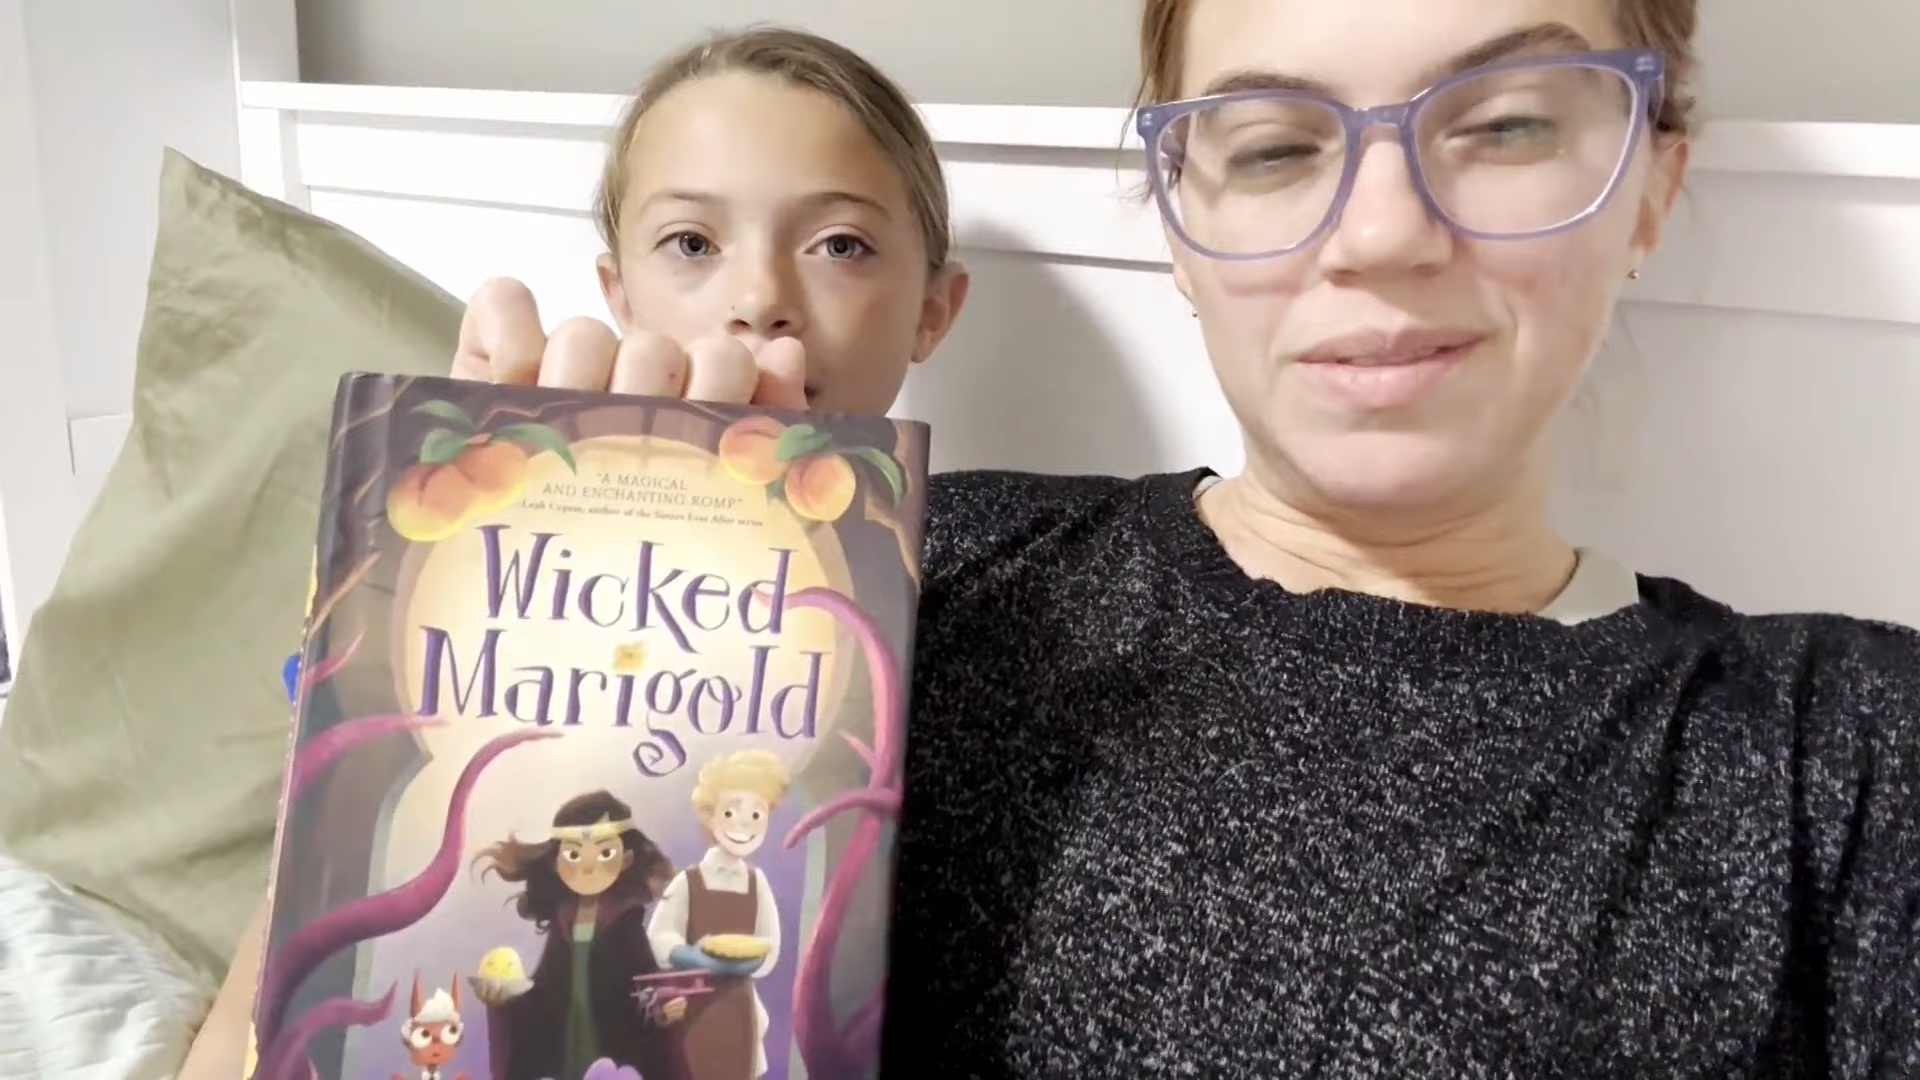 "A MAGICAL
AND ENCHANTING ROMP."
—Leah Cypess, author of the Sisters Ever After series
Wicked
Marigold